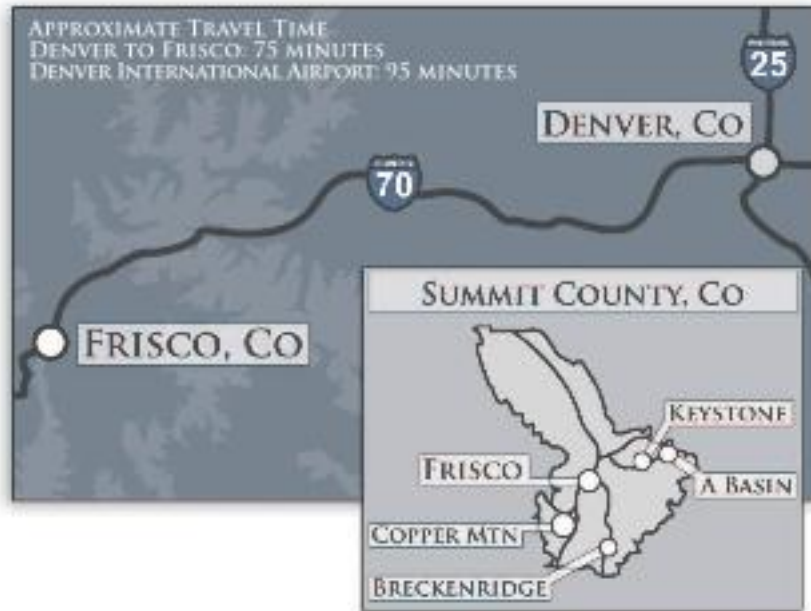 APPROXIMATE TRAVEL TIME
DENVER TO FRISCO: 75 MINUTES
DENVER INTERNATIONAL AIRPORT: 95 MINUTES
25
DENVER, CO
70
FRISCO, CO
SUMMIT COUNTY, CO
KEYSTONE
FRISCO
A BASIN
COPPER MTN
BRECKENRIDGE